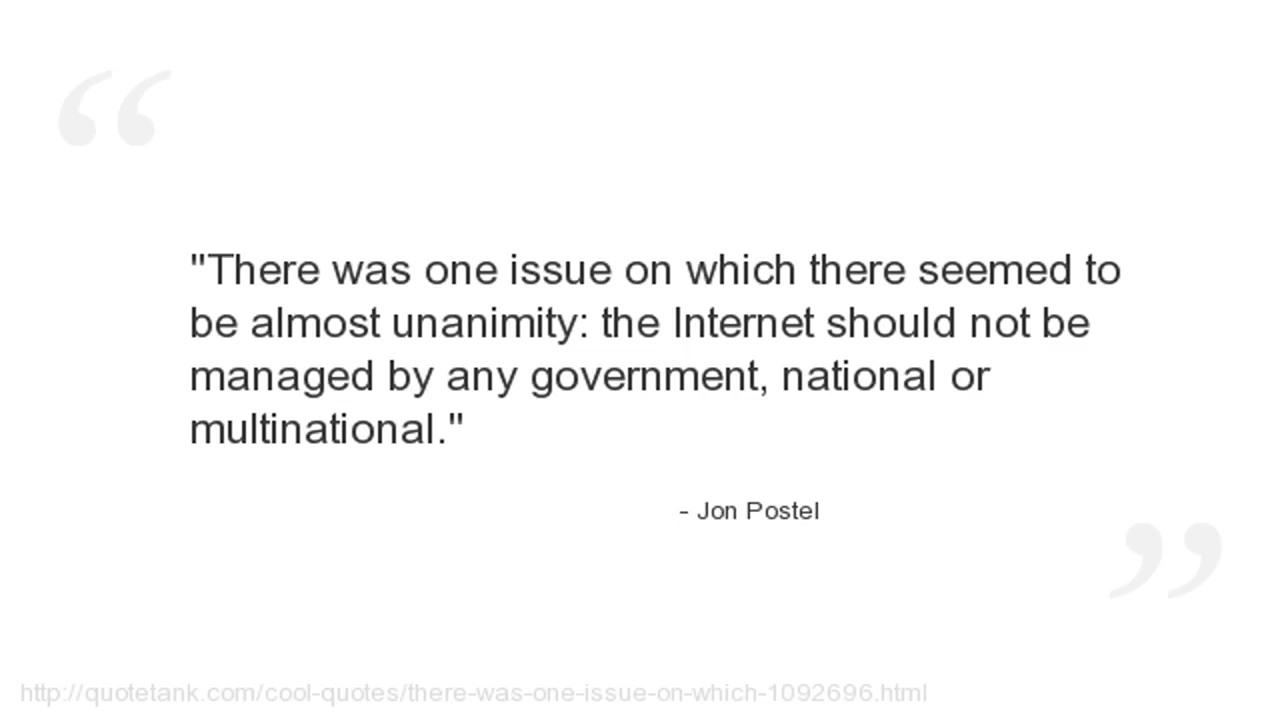 "There was one issue on which there seemed to
be almost unanimity: the Internet should not be
managed by any government, national or
multinational."
- Jon Postel
http://quotetank.com/cool-quotes/there-was-one-issue-on-which-1092696.html